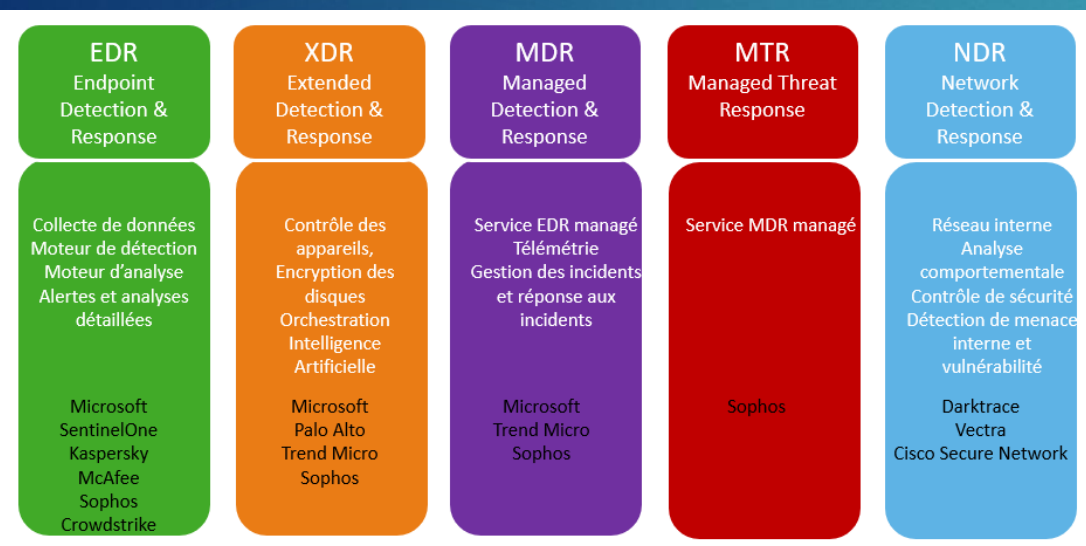 EDR
Endpoint
Detection &
Response
XDR
Extended
Detection &
Response
MDR
Managed
Detection &
Response
MTR
Managed Threat
Response
NDR
Network
Detection &
Response
Collecte de données
Moteur de détection
Moteur d'analyse
Alertes et analyses
détaillées
Microsoft
SentinelOne
Kaspersky
McAfee
Sophos
Crowdstrike
Contrôle des
appareils,
Encryption des
disques
Orchestration
Intelligence
Artificielle
Microsoft
Palo Alto
Trend Micro
Sophos
Service EDR managé
Télémétrie
Gestion des incidents
et réponse aux
incidents
Microsoft
Trend Micro
Sophos
Service MDR managé
Sophos
Réseau interne
Analyse
comportementale
Contrôle de sécurité
Détection de menace
interne et
vulnérabilité
Darktrace
Vectra
Cisco Secure Network